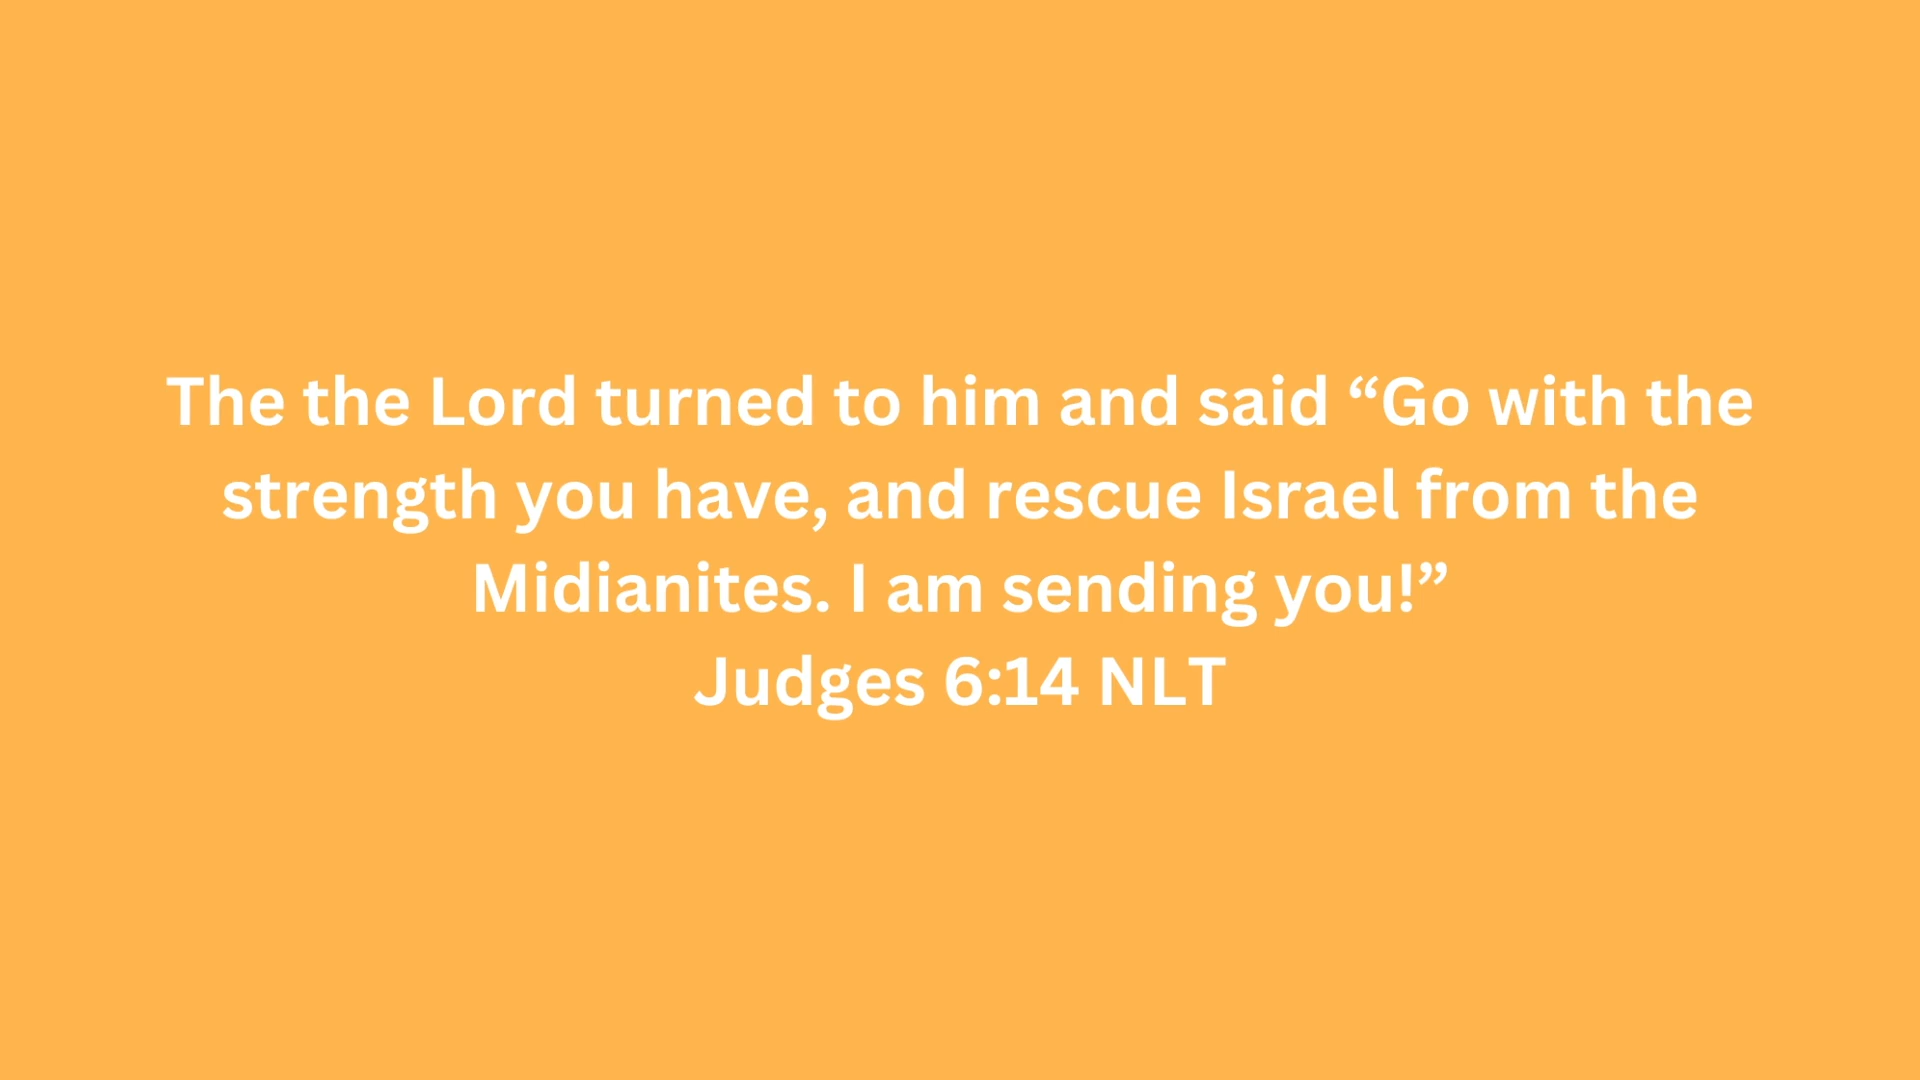 The the Lord turned to him and said “Go with the
strength you have, and rescue Israel from the
Midianites. I am sending you!”
Judges 6:14 NLT